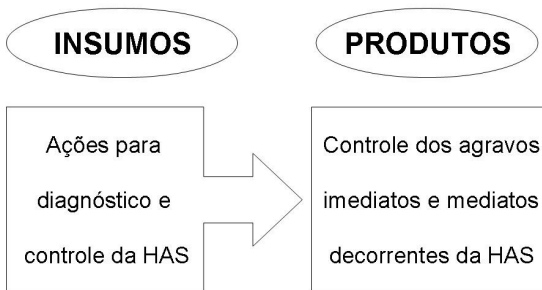 INSUMOS
PRODUTOS
Ações para
diagnóstico e
controle da HAS
Controle dos agravos
imediatos e mediatos
decorrentes da HAS